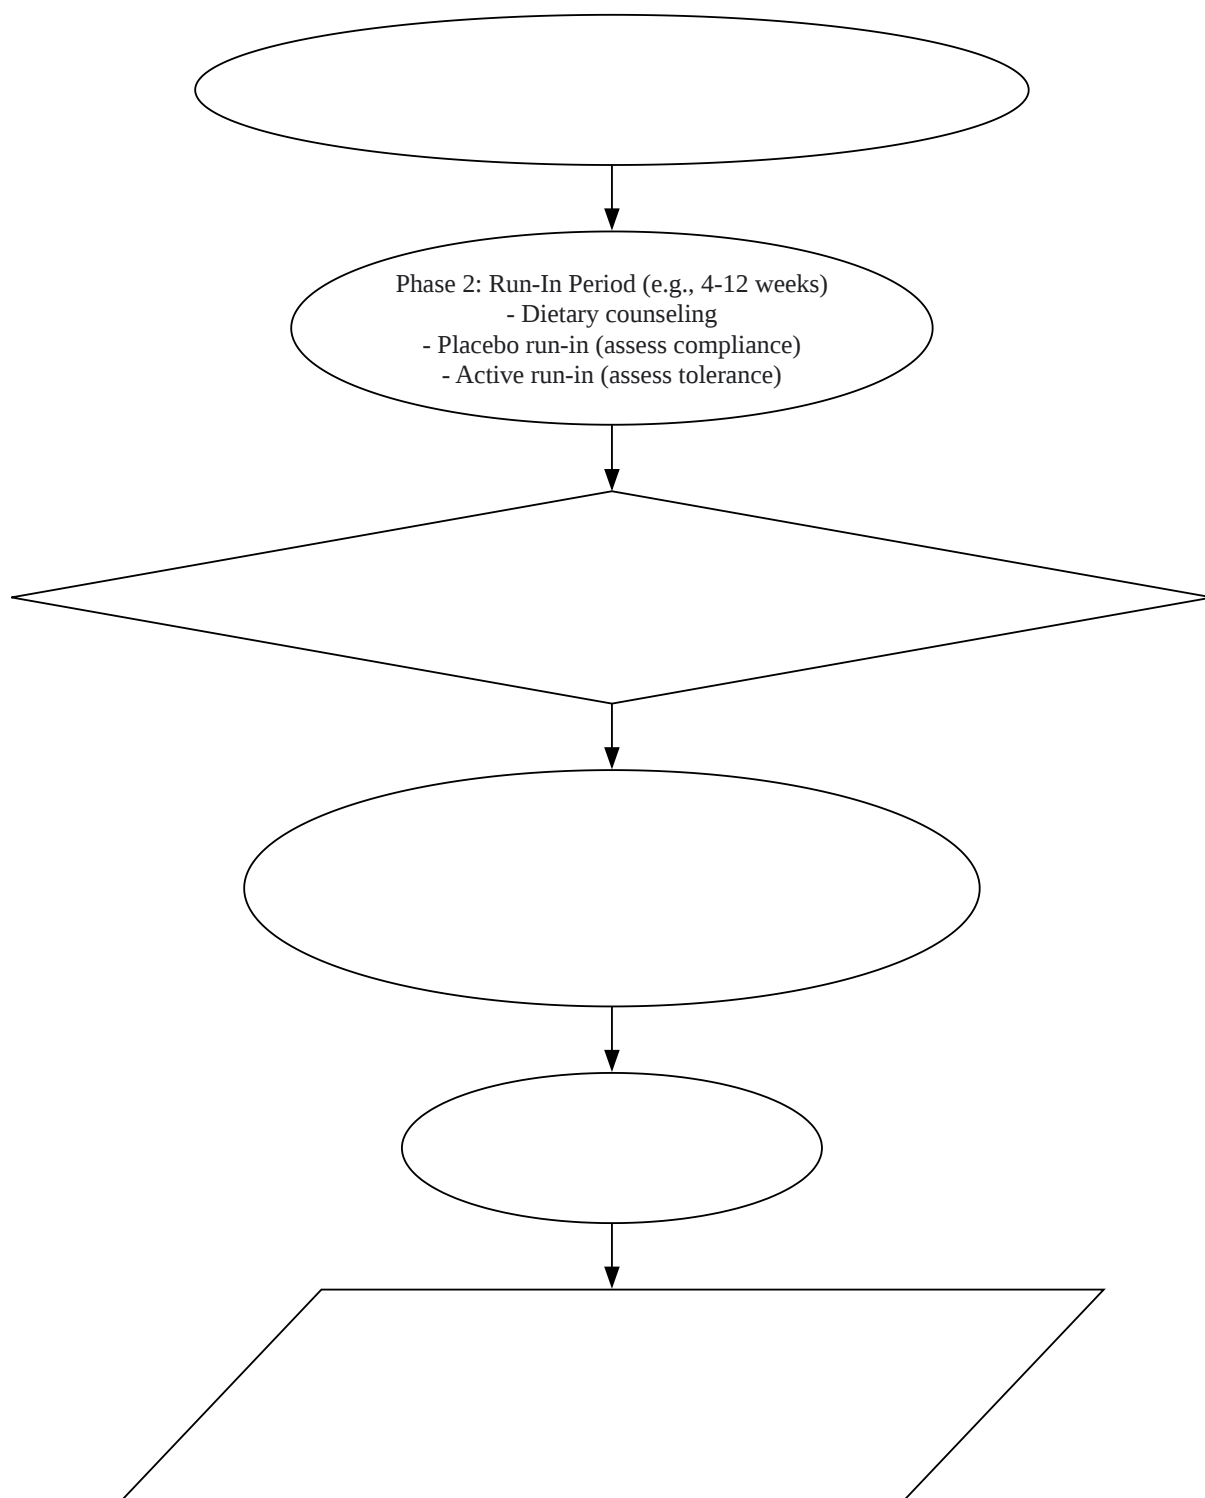 Phase 2: Run-In Period (e.g., 4-12 weeks)
- Dietary counseling
- Placebo run-in (assess compliance)
- Active run-in (assess tolerance)